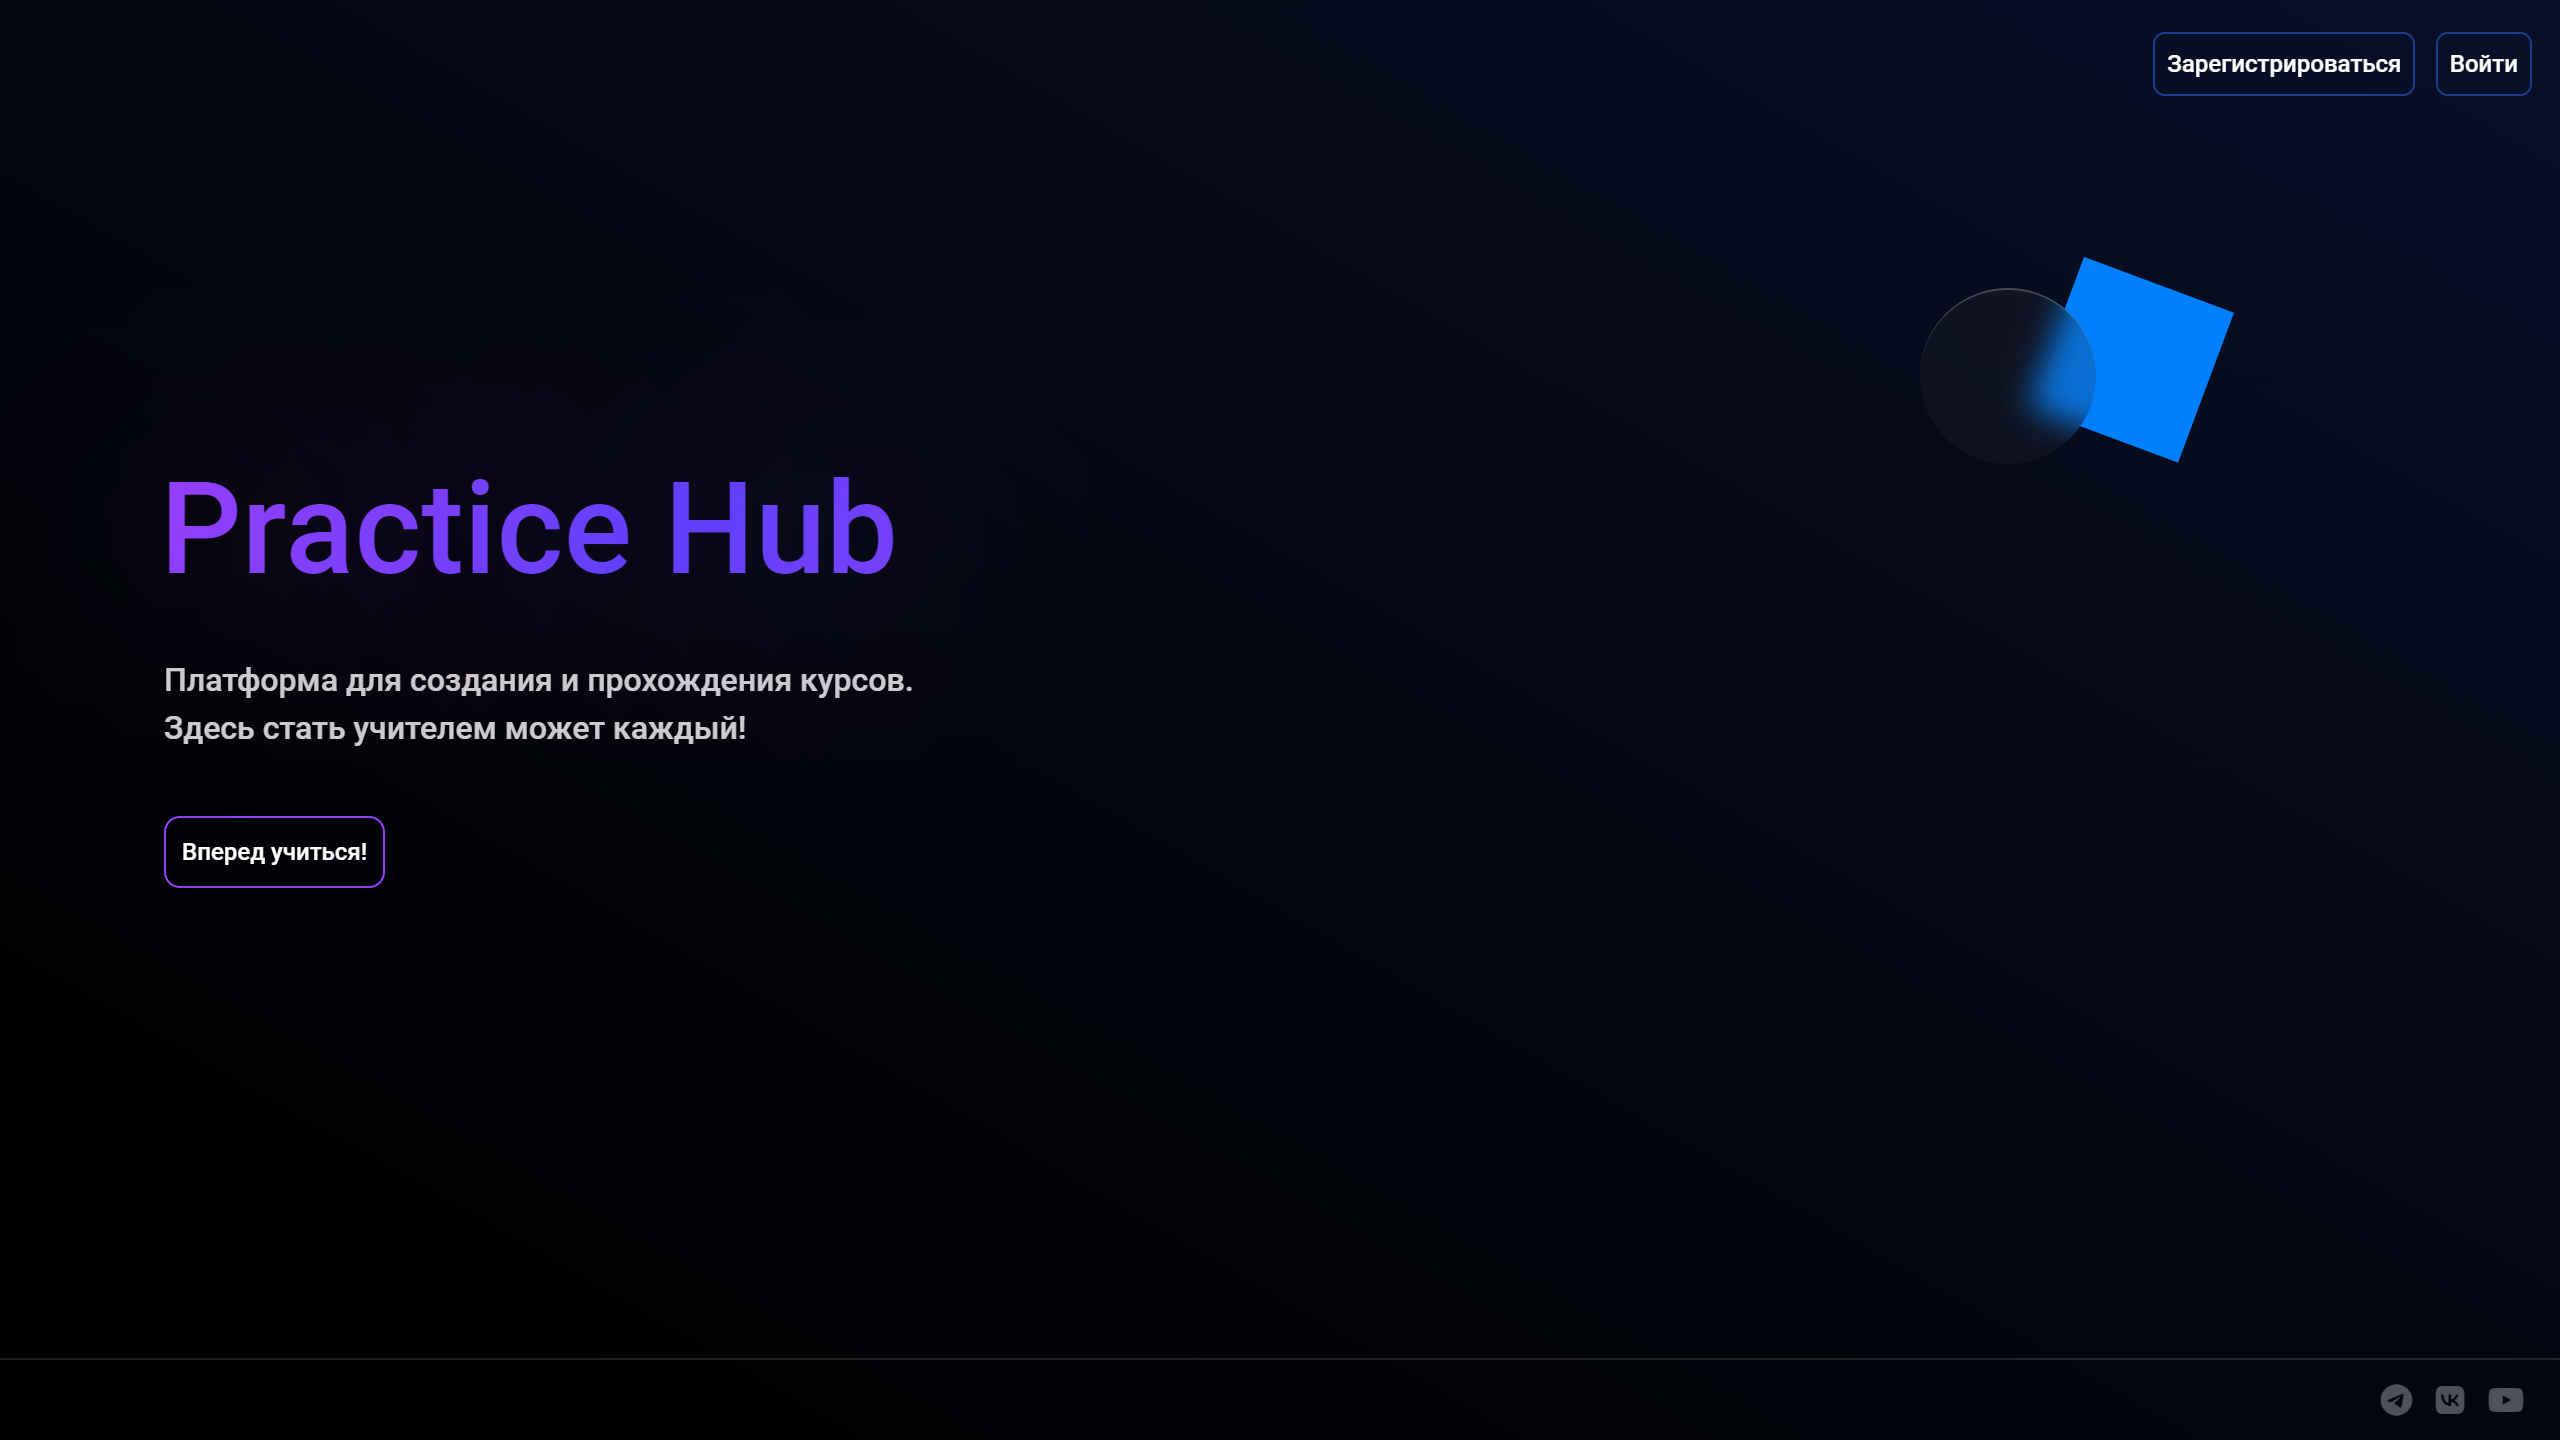 Зарегистрироваться
Войти
Practice Hub
Платформа для создания и прохождения курсов.
Здесь стать учителем может каждый!
Вперед учиться!